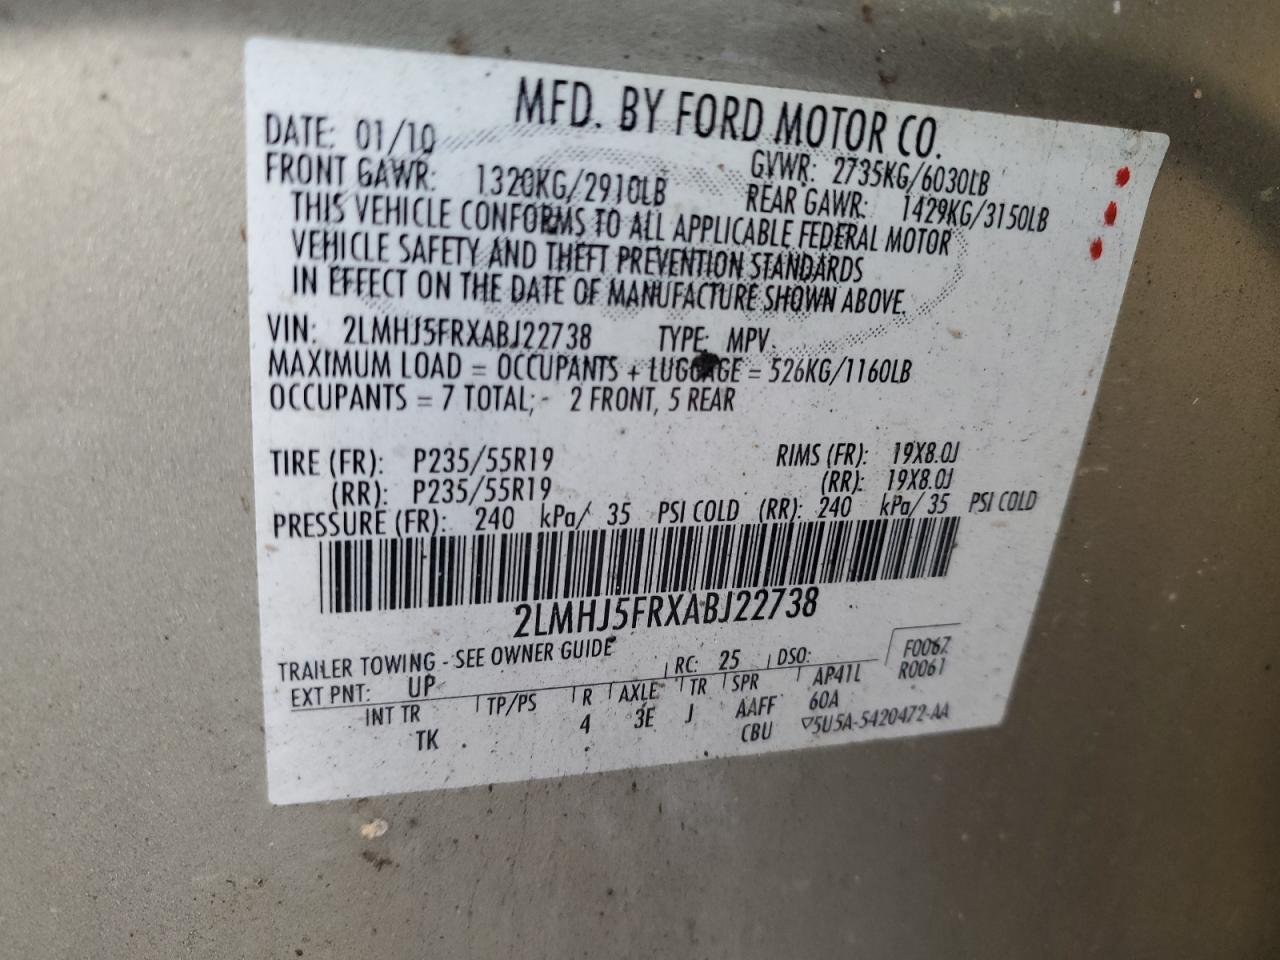 MFD. BY FORD MOTOR CO.
DATE: 01/10 GVWR: 2735KG/6030LB
FRONT GAWR: 1320KG/2910LB REAR GAWR: 1429KG/3150LB
THIS VEHICLE CONFORMS TO ALL APPLICABLE FEDERAL MOTOR
VEHICLE SAFETY AND THEFT PREVENTION STANDARDS
IN EFFECT ON THE DATE OF MANUFACTURE SHOWN ABOVE.
VIN: 2LMHJ5FRXABJ22738 TYPE: MPV
MAXIMUM LOAD = OCCUPANTS + LUGGAGE = 526KG/1160LB
OCCUPANTS = 7 TOTAL;- 2 FRONT, 5 REAR
TIRE (FR): P235/55R19 RIMS (FR): 19X8.0J
(RR): P235/55R19 (RR): 19X8.0J
PRESSURE (FR): 240 kPa/ 35 PSI COLD (RR): 240 kPa/ 35 PSI COLD
2LMHJ5FRXABJ22738
TRAILER TOWING - SEE OWNER GUIDE RC: 25 DSO: F0067
EXT PNT: UP R0061
INT TR TP/PS R AXLE TR SPR AP41L
TK 4 3E J AAFF 60A
CBU ▽5U5A-5420472-AA